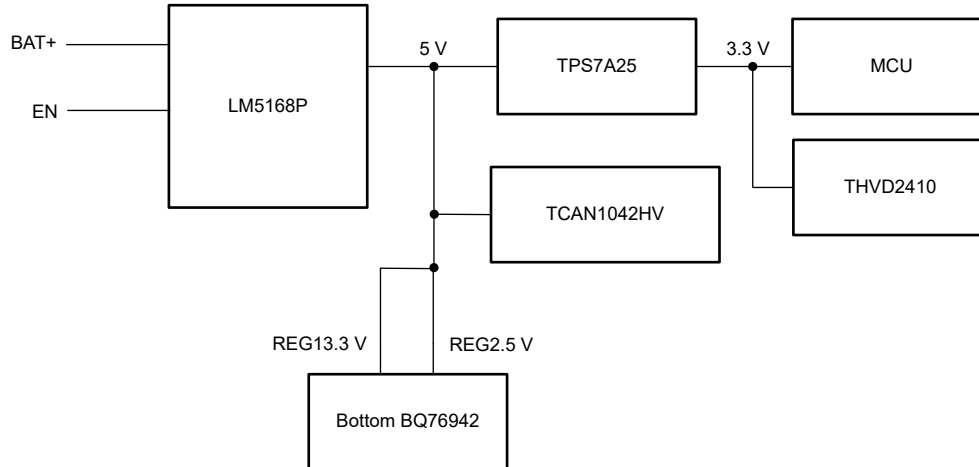 BAT+
EN
LM5168P
5 V
TPS7A25
3.3 V
MCU
THVD2410
TCAN1042HV
REG13.3 V
REG2.5 V
Bottom BQ76942